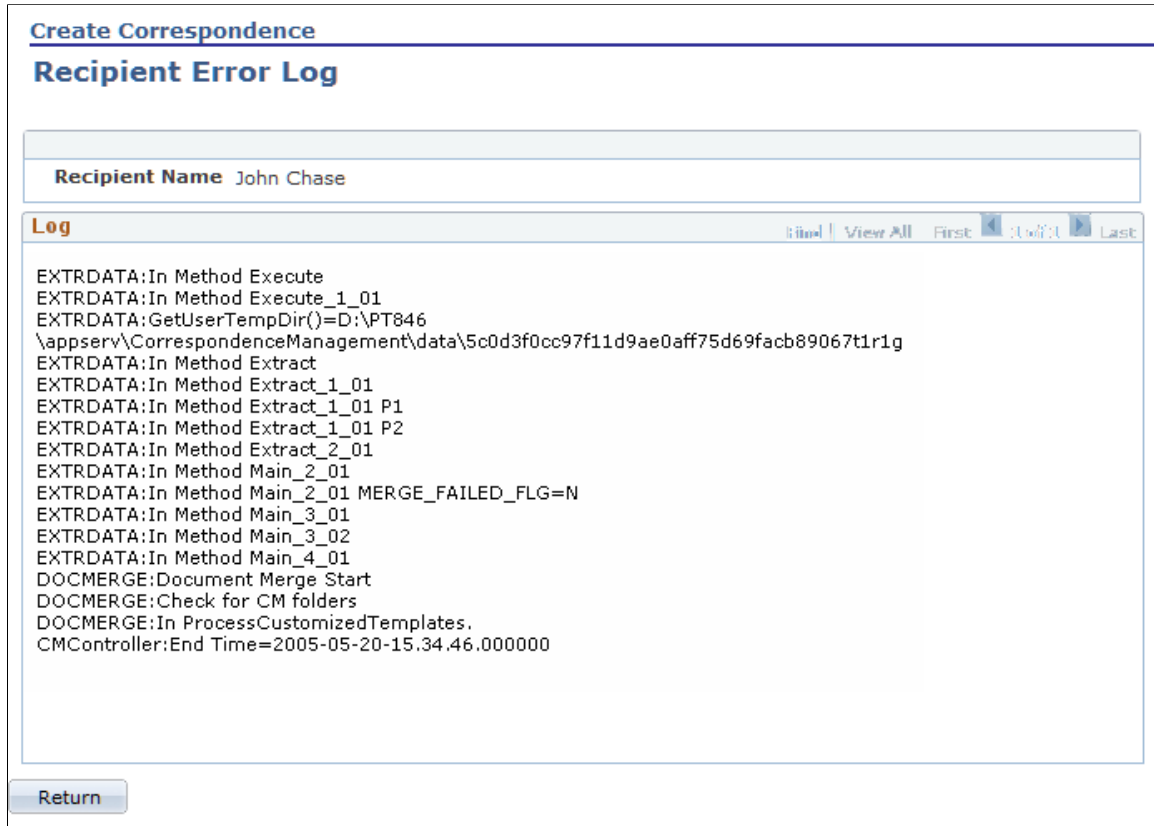 Create Correspondence
Recipient Error Log
Recipient Name John Chase
Log View All First Last
EXTRDATA:In Method Execute
EXTRDATA:In Method Execute_1_01
EXTRDATA:GetUserTempDir()=D:\PT846
\appserv\CorrespondenceManagement\data\5c0d3f0cc97f11d9ae0aff75d69facb89067t1r1g
EXTRDATA:In Method Extract
EXTRDATA:In Method Extract_1_01
EXTRDATA:In Method Extract_1_01 P1
EXTRDATA:In Method Extract_1_01 P2
EXTRDATA:In Method Extract_2_01
EXTRDATA:In Method Main_2_01
EXTRDATA:In Method Main_2_01 MERGE_FAILED_FLG=N
EXTRDATA:In Method Main_3_01
EXTRDATA:In Method Main_3_02
EXTRDATA:In Method Main_4_01
DOCMERGE:Document Merge Start
DOCMERGE:Check for CM folders
DOCMERGE:In ProcessCustomizedTemplates.
CMController:End Time=2005-05-20-15.34.46.000000
Return